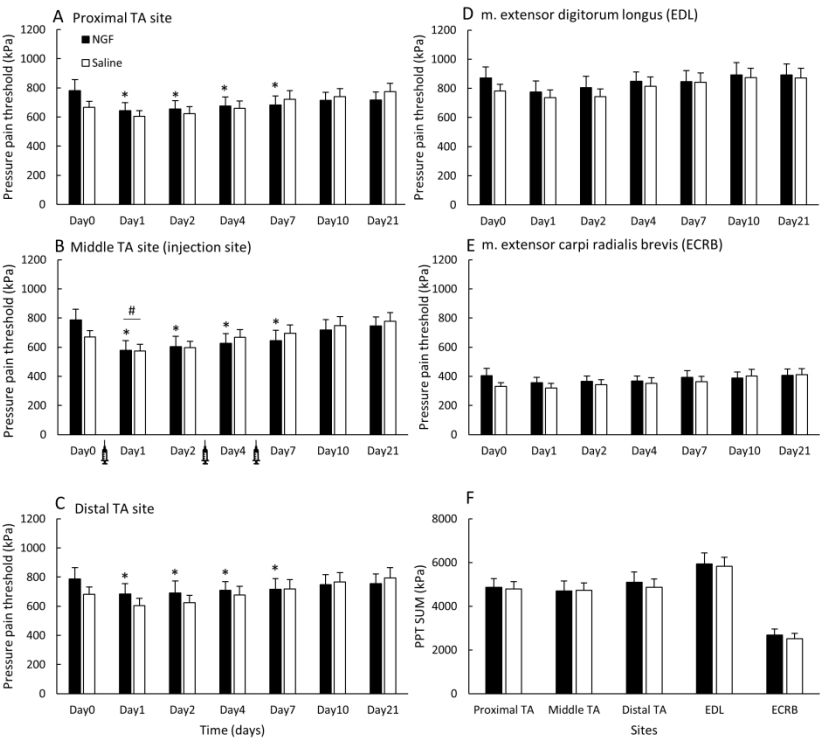 A Proximal TA site
1200
1000
800
600
400
200
0
Pressure pain threshold (kPa)
NGF
Saline
* * * *
Day0 Day1 Day2 Day4 Day7 Day10 Day21
B Middle TA site (injection site)
1200
1000
800
600
400
200
0
Pressure pain threshold (kPa)
#
* * * *
Day0 Day1 Day2 Day4 Day7 Day10 Day21
C Distal TA site
1200
1000
800
600
400
200
0
Pressure pain threshold (kPa)
* * * *
Day0 Day1 Day2 Day4 Day7 Day10 Day21
Time (days)
D m. extensor digitorum longus (EDL)
1200
1000
800
600
400
200
0
Pressure pain threshold (kPa)
Day0 Day1 Day2 Day4 Day7 Day10 Day21
E m. extensor carpi radialis brevis (ECRB)
1200
1000
800
600
400
200
0
Pressure pain threshold (kPa)
Day0 Day1 Day2 Day4 Day7 Day10 Day21
F
8000
6000
4000
2000
0
PPT SUM (kPa)
Proximal TA Middle TA Distal TA EDL ECRB
Sites